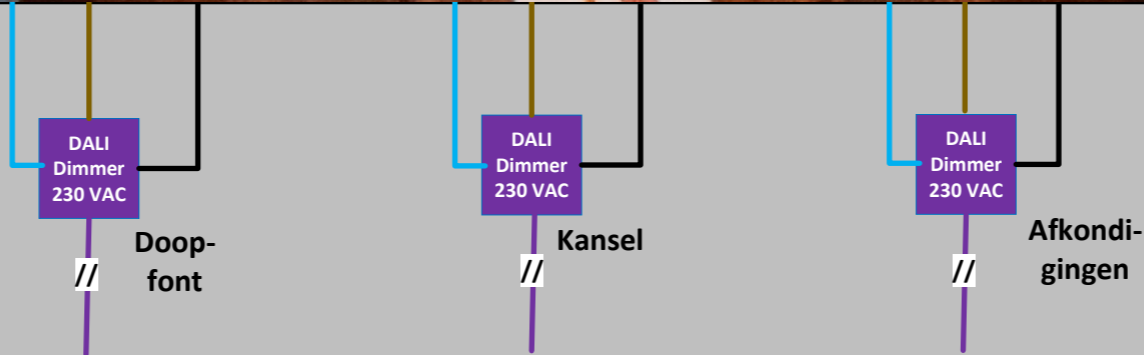 DALI
Dimmer
230 VAC
Doop-
font
//
DALI
Dimmer
230 VAC
Kansel
//
DALI
Dimmer
230 VAC
Afkondi-
gingen
//